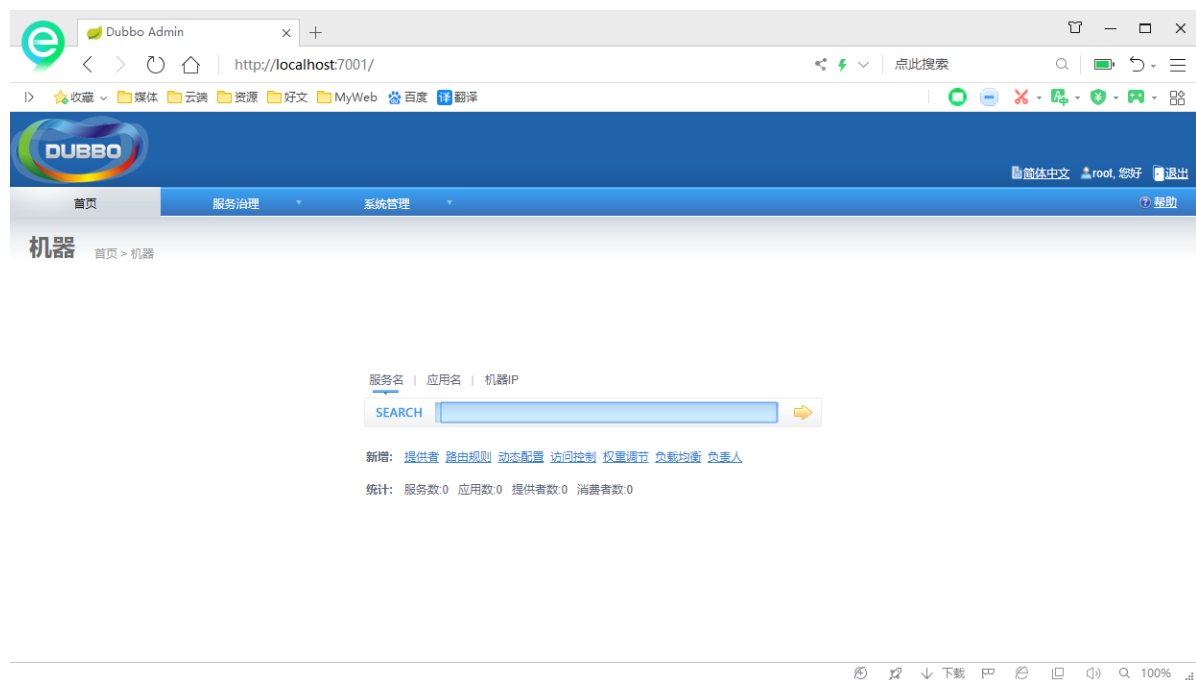 Dubbo Admin
http://localhost:7001/ 点此搜索
收藏 媒体 云端 资源 好文 MyWeb 百度 译 翻译
DUBBO
简体中文 root, 您好 退出
首页 服务治理 系统管理 帮助
机器 首页 > 机器
服务名 | 应用名 | 机器IP
SEARCH
新增: 提供者 路由规则 动态配置 访问控制 权重调节 负载均衡 负责人
统计: 服务数:0 应用数:0 提供者数:0 消费者数:0
下载 100%